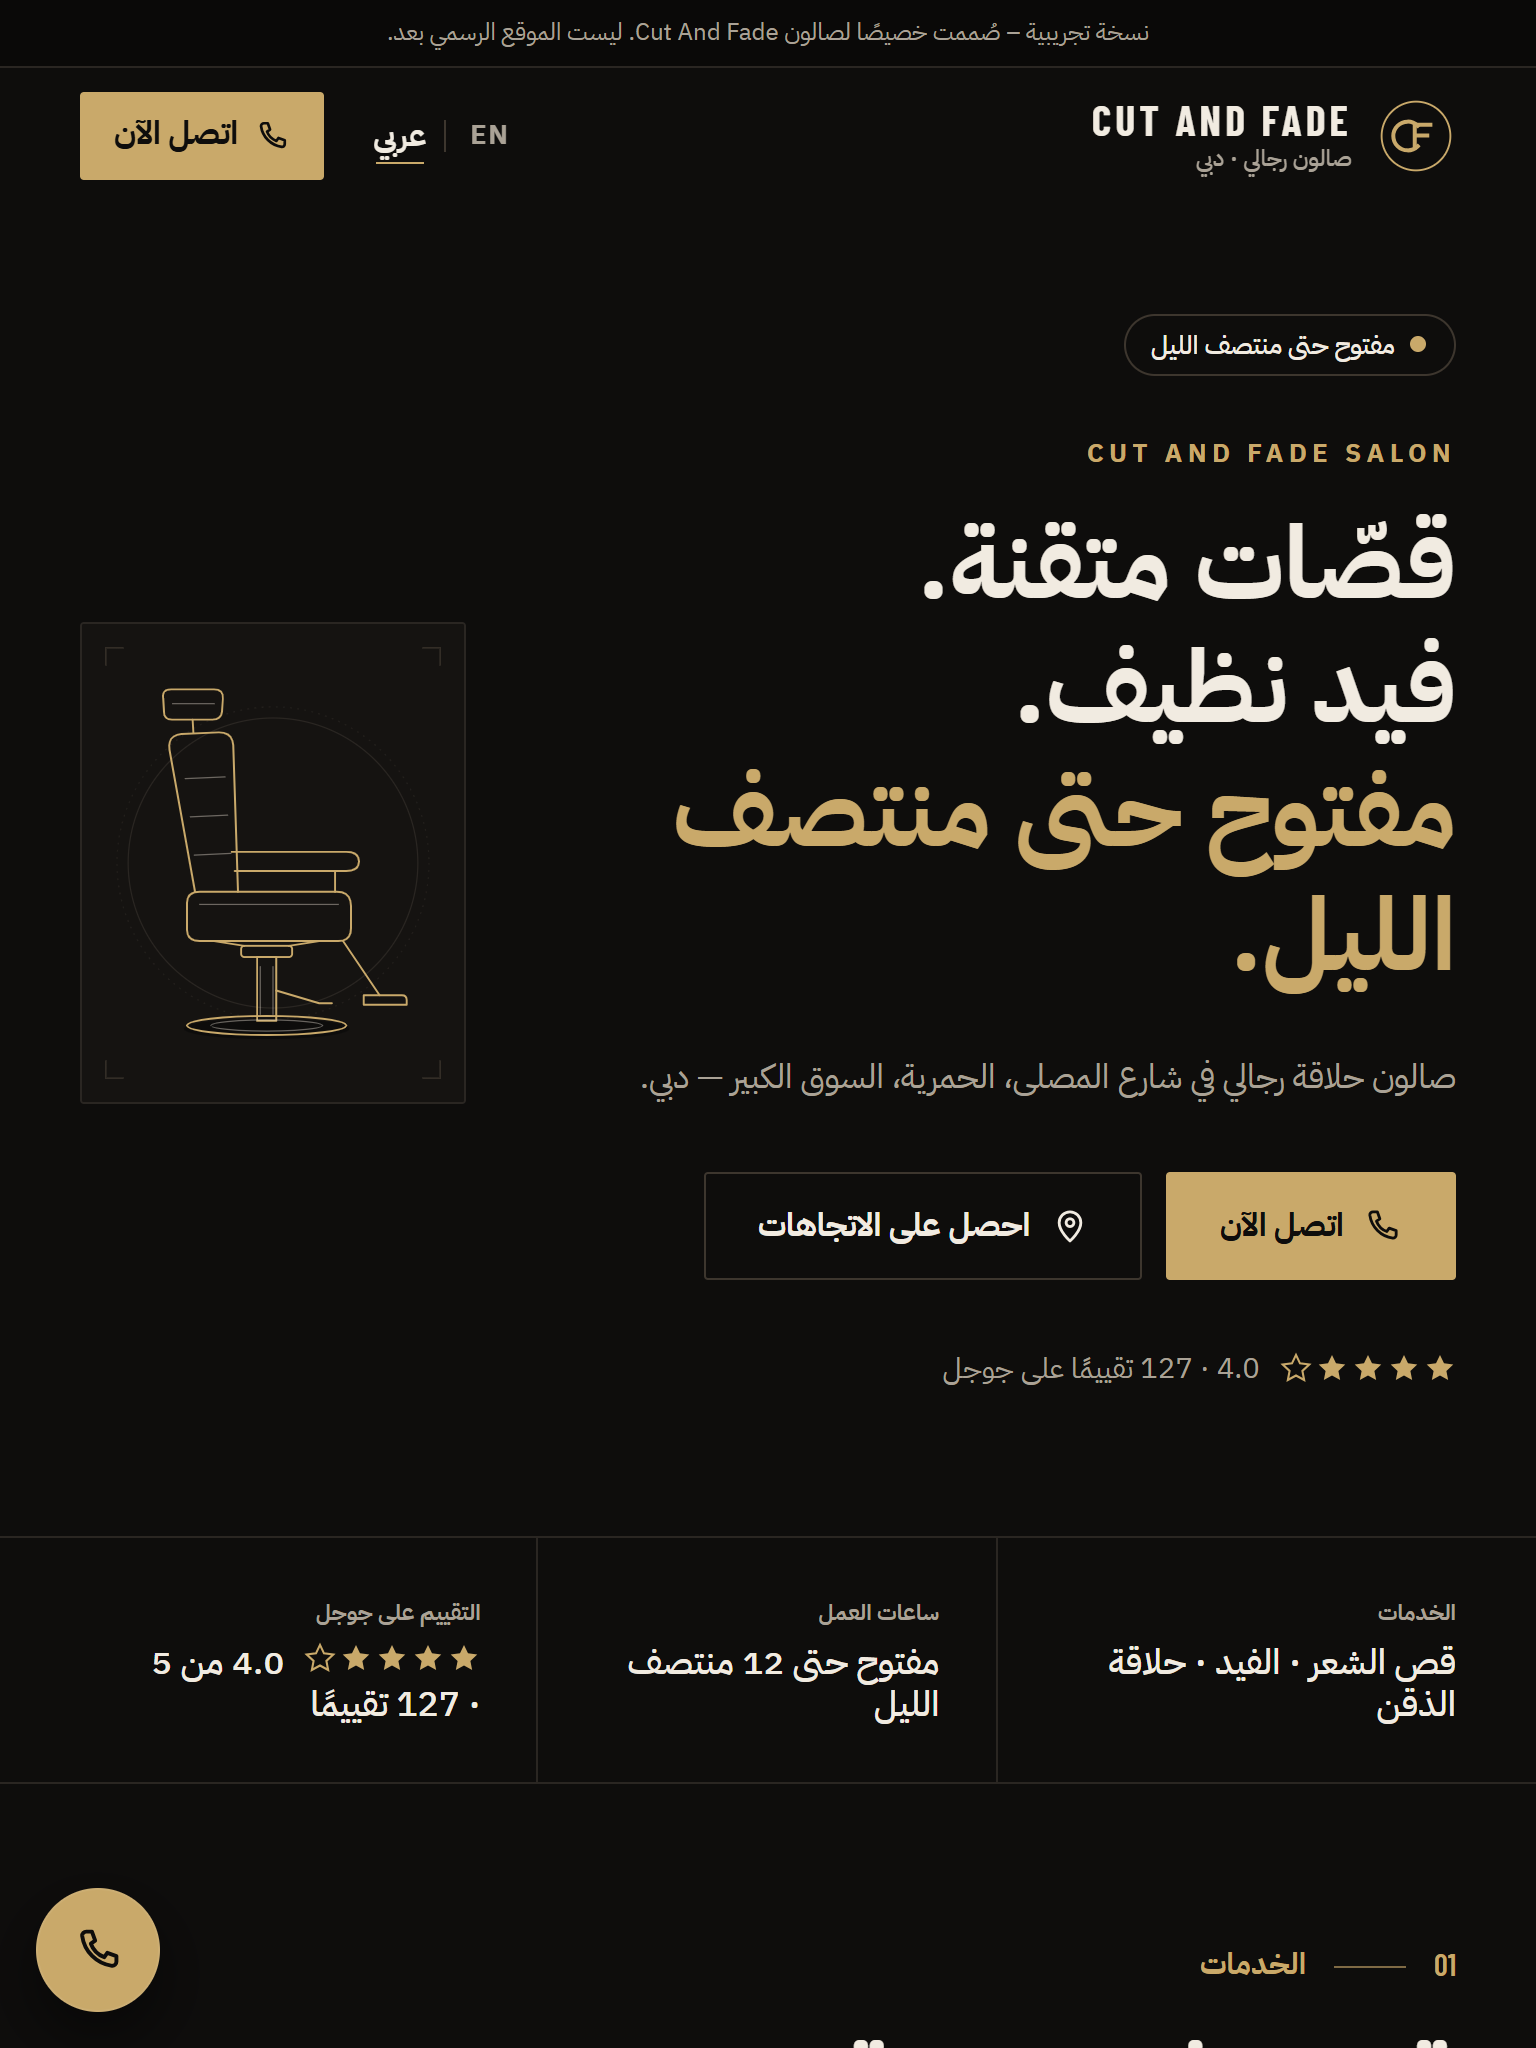 نسخة تجريبية – صُممت خصيصًا لصالون Cut And Fade. ليست الموقع الرسمي بعد.
CUT AND FADE
صالون رجالي · دبي
EN
عربي
اتصل الآن
مفتوح حتى منتصف الليل
CUT AND FADE SALON
قصّات متقنة.
فيد نظيف.
مفتوح حتى منتصف
الليل.
صالون حلاقة رجالي في شارع المصلى، الحمرية، السوق الكبير — دبي.
اتصل الآن
احصل على الاتجاهات
4.0 · 127 تقييمًا على جوجل
الخدمات
قص الشعر · الفيد · حلاقة
الذقن
ساعات العمل
مفتوح حتى 12 منتصف
الليل
التقييم على جوجل
4.0 من 5
· 127 تقييمًا
01
الخدمات